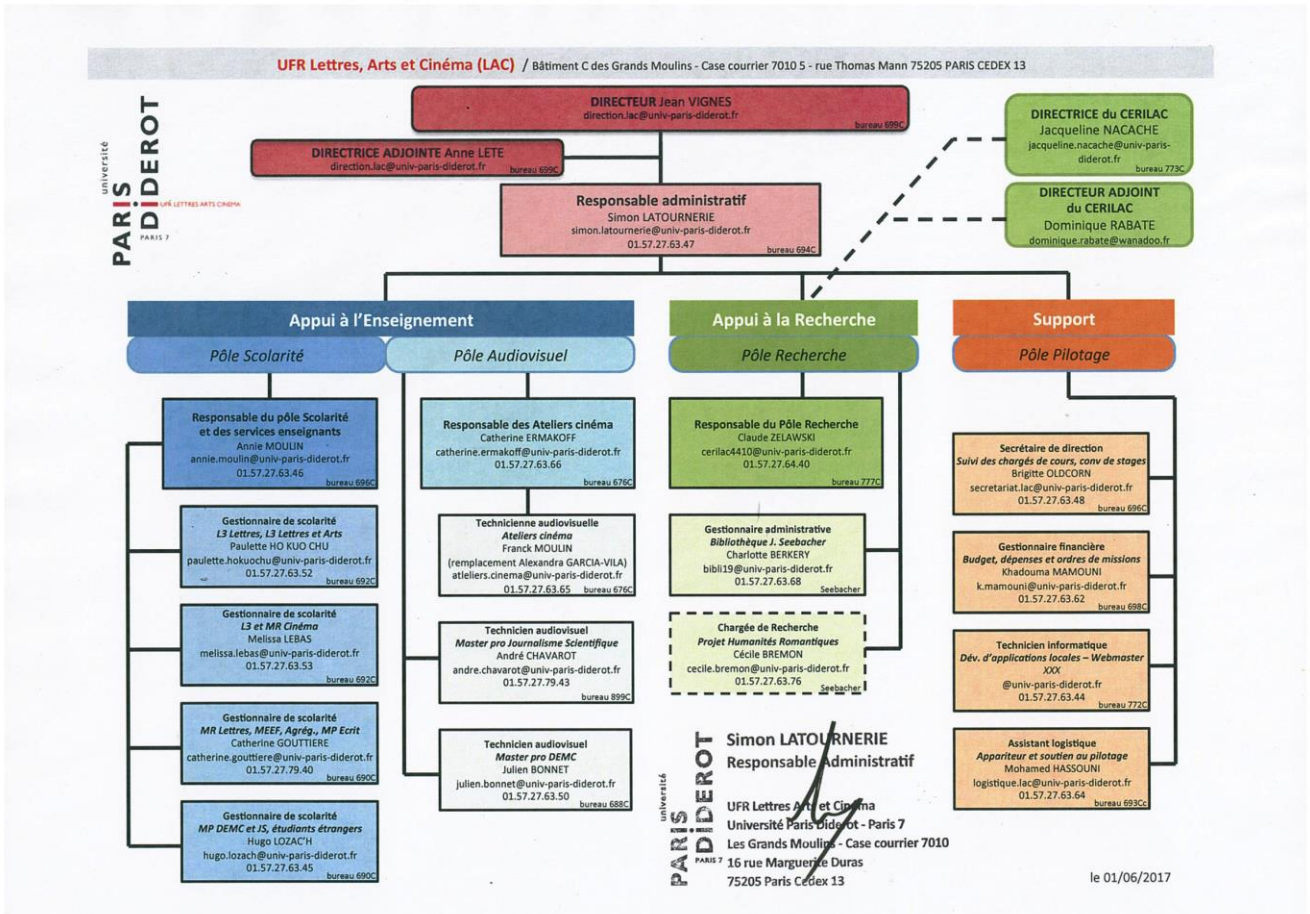 UFR Lettres, Arts et Cinéma (LAC) / Bâtiment C des Grands Moulins - Case courrier 7010 5 - rue Thomas Mann 75205 PARIS CEDEX 13
université
PARIS
DIDEROT
UFR LETTRES ARTS CINEMA
PARIS 7
DIRECTEUR Jean VIGNES
direction.lac@univ-paris-diderot.fr
bureau 699C
DIRECTRICE ADJOINTE Anne LETE
direction.lac@univ-paris-diderot.fr
bureau 699C
Responsable administratif
Simon LATOURNERIE
simon.latournerie@univ-paris-diderot.fr
01.57.27.63.47
bureau 694C
DIRECTRICE du CERILAC
Jacqueline NACACHE
jacqueline.nacache@univ-paris-
diderot.fr
bureau 773C
DIRECTEUR ADJOINT
du CERILAC
Dominique RABATE
dominique.rabate@wanadoo.fr
Appui à l'Enseignement
Pôle Scolarité
Responsable du pôle Scolarité
et des services enseignants
Annie MOULIN
annie.moulin@univ-paris-diderot.fr
01.57.27.63.46
bureau 696C
Gestionnaire de scolarité
L3 Lettres, L3 Lettres et Arts
Paulette HO KUO CHU
paulette.hokuochu@univ-paris-diderot.fr
01.57.27.63.52
bureau 692C
Gestionnaire de scolarité
L3 et MR Cinéma
Melissa LEBAS
melissa.lebas@univ-paris-diderot.fr
01.57.27.63.53
bureau 692C
Gestionnaire de scolarité
MR Lettres, MEEF, Agrég., MP Ecrit
Catherine GOUTTIERE
catherine.gouttiere@univ-paris-diderot.fr
01.57.27.79.40
bureau 690C
Gestionnaire de scolarité
MP DEMC et JS, étudiants étrangers
Hugo LOZAC'H
hugo.lozach@univ-paris-diderot.fr
01.57.27.63.45
bureau 690C
Pôle Audiovisuel
Responsable des Ateliers cinéma
Catherine ERMAKOFF
catherine.ermakoff@univ-paris-diderot.fr
01.57.27.63.66
bureau 676C
Technicienne audiovisuelle
Ateliers cinéma
Franck MOULIN
(remplacement Alexandra GARCIA-VILA)
atleliers.cinema@univ-paris-diderot.fr
01.57.27.63.65 bureau 676C
Technicien audiovisuel
Master pro Journalisme Scientifique
André CHAVAROT
andre.chavarot@univ-paris-diderot.fr
01.57.27.79.43
bureau 899C
Technicien audiovisuel
Master pro DEMC
Julien BONNET
julien.bonnet@univ-paris-diderot.fr
01.57.27.63.50
bureau 688C
Appui à la Recherche
Pôle Recherche
Responsable du Pôle Recherche
Claude ZELAWSKI
cerilac4410@univ-paris-diderot.fr
01.57.27.64.40
bureau 777C
Gestionnaire administrative
Bibliothèque J. Seebacher
Charlotte BERKERY
bibli19@univ-paris-diderot.fr
01.57.27.63.68
Seebacher
Chargée de Recherche
Projet Humanités Romantiques
Cécile BREMON
cecile.bremon@univ-paris-diderot.fr
01.57.27.63.76
Seebacher
Support
Pôle Pilotage
Secrétaire de direction
Suivi des chargés de cours, conv de stages
Brigitte OLDCORN
secretariat.lac@univ-paris-diderot.fr
01.57.27.63.48
bureau 696C
Gestionnaire financière
Budget, dépenses et ordres de missions
Khadouma MAMOUNI
k.mamouni@univ-paris-diderot.fr
01.57.27.63.62
bureau 698C
Technicien informatique
Dév. d'applications locales – Webmaster
XXX
@univ-paris-diderot.fr
01.57.27.63.44
bureau 772C
Assistant logistique
Appariteur et soutien au pilotage
Mohamed HASSOUNI
logistique.lac@univ-paris-diderot.fr
01.57.27.63.64
bureau 693Cc
université
PARIS
DIDEROT
PARIS 7
Simon LATOURNERIE
Responsable Administratif
UFR Lettres Arts et Cinéma
Université Paris Diderot - Paris 7
Les Grands Moulins - Case courrier 7010
16 rue Marguerite Duras
75205 Paris Cedex 13
le 01/06/2017